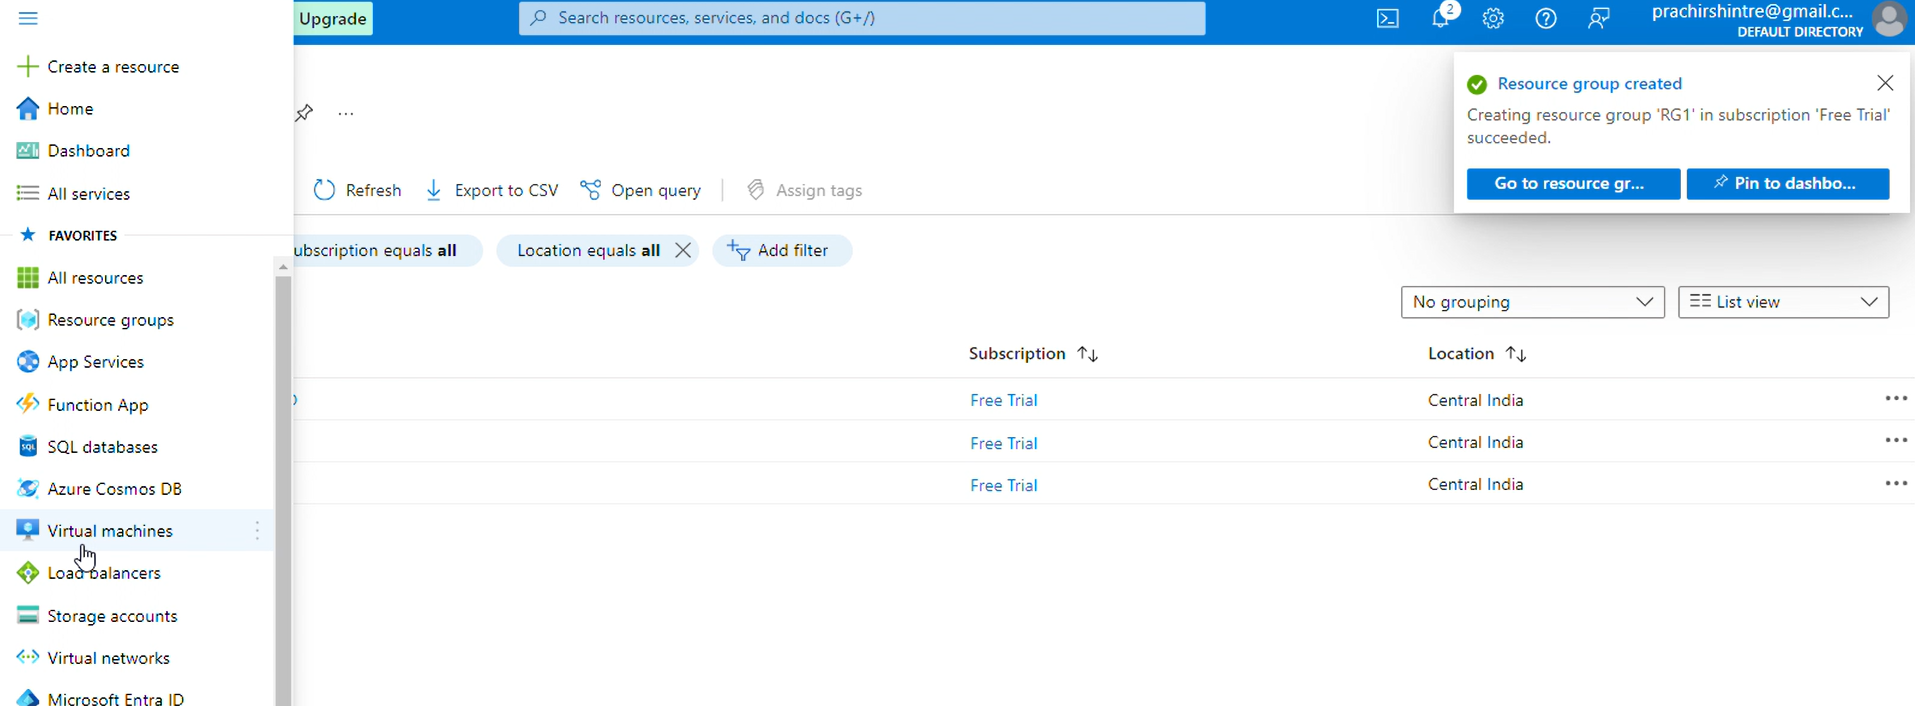 Upgrade
Search resources, services, and docs (G+/)
2
prachirshintre@gmail.c...
DEFAULT DIRECTORY
Create a resource
Home
Dashboard
All services
FAVORITES
All resources
Resource groups
App Services
Function App
SQL databases
Azure Cosmos DB
Virtual machines
Load balancers
Storage accounts
Virtual networks
Microsoft Entra ID
...
Refresh
Export to CSV
Open query
Assign tags
ubscription equals all
Location equals all
Add filter
Resource group created
Creating resource group 'RG1' in subscription 'Free Trial'
succeeded.
Go to resource gr...
Pin to dashbo...
No grouping
List view
Subscription
Location
Free Trial
Central India
Free Trial
Central India
Free Trial
Central India